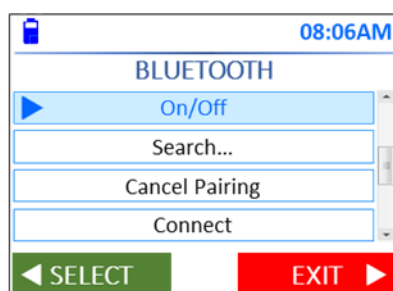 08:06AM
BLUETOOTH
On/Off
Search...
Cancel Pairing
Connect
SELECT
EXIT